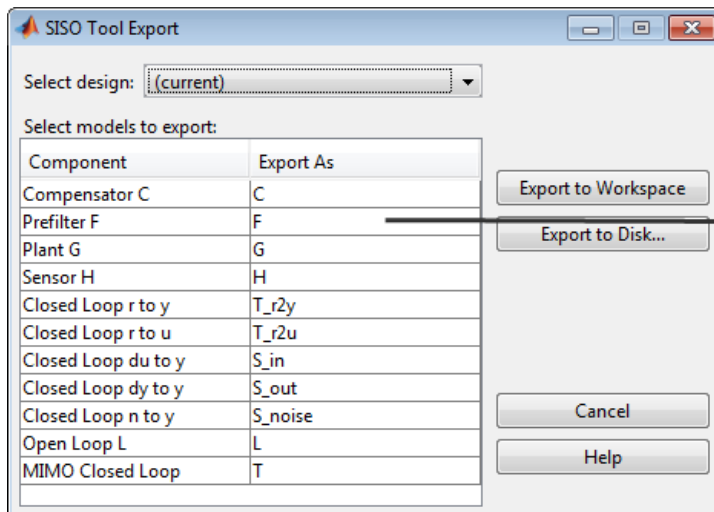 SISO Tool Export
Select design: (current)
Select models to export:
Component Export As
Compensator C C
Prefilter F F
Plant G G
Sensor H H
Closed Loop r to y T_r2y
Closed Loop r to u T_r2u
Closed Loop du to y S_in
Closed Loop dy to y S_out
Closed Loop n to y S_noise
Open Loop L L
MIMO Closed Loop T
Export to Workspace
Export to Disk...
Cancel
Help